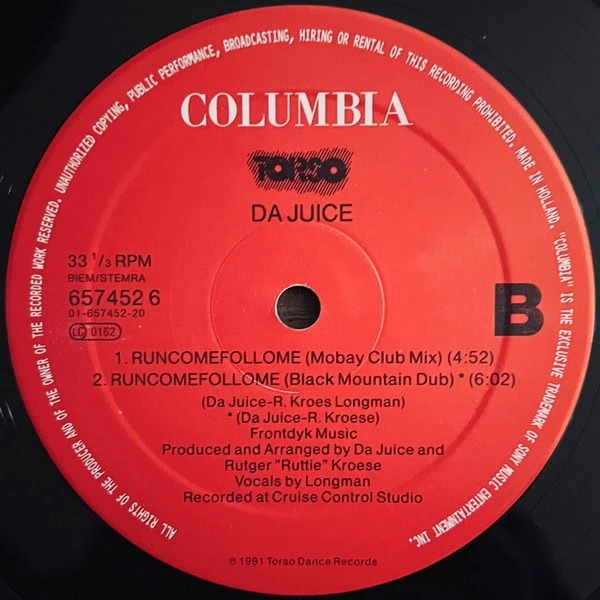 ALL RIGHTS OF THE PRODUCER AND OF THE OWNER OF THE RECORDED WORK RESERVED. UNAUTHORIZED COPYING, PUBLIC PERFORMANCE, BROADCASTING, HIRING OR RENTAL OF THIS RECORDING PROHIBITED. MADE IN HOLLAND. "COLUMBIA" IS THE EXCLUSIVE TRADEMARK OF SONY MUSIC ENTERTAINMENT INC.
COLUMBIA
TORSO
DA JUICE
33 1/3 RPM
BIEM/STEMRA
657452 6
01-657452-20
LC 0162
B
1. RUNCOMEFOLLOME (Mobay Club Mix) (4:52)
2. RUNCOMEFOLLOME (Black Mountain Dub) * (6:02)
(Da Juice-R. Kroes Longman)
* (Da Juice-R. Kroese)
Frontdyk Music
Produced and Arranged by Da Juice and
Rutger "Ruttie" Kroese
Vocals by Longman
Recorded at Cruise Control Studio
℗ 1991 Torso Dance Records